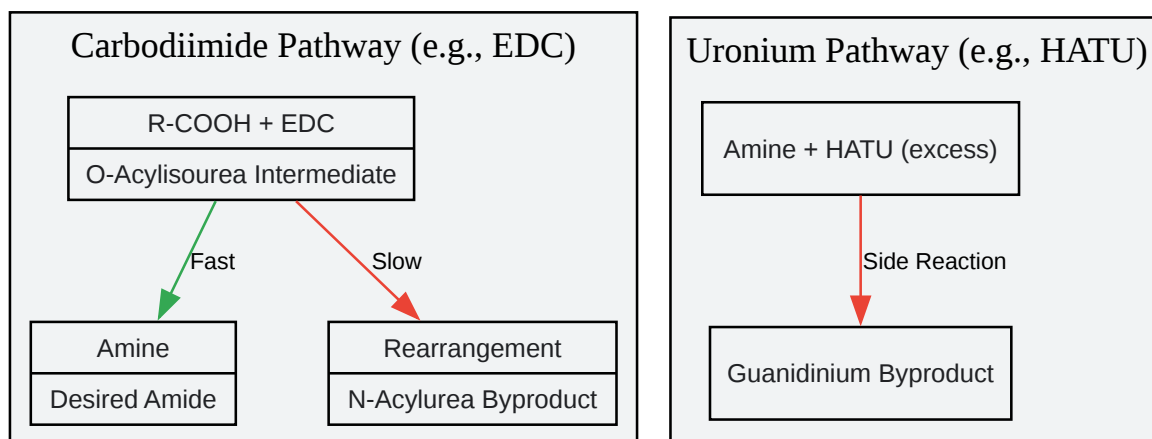 Carbodiimide Pathway (e.g., EDC)
R-COOH + EDC
O-Acylisourea Intermediate
Fast
Slow
Amine
Desired Amide
Rearrangement
N-Acylurea Byproduct
Uronium Pathway (e.g., HATU)
Amine + HATU (excess)
Side Reaction
Guanidinium Byproduct